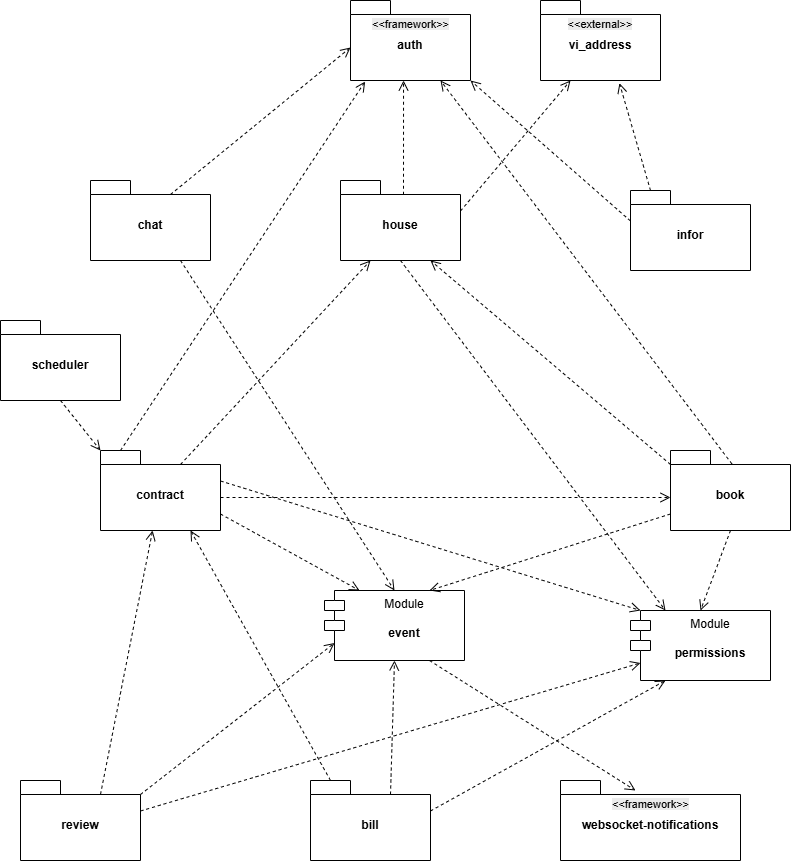 <<framework>>
auth
<<external>>
vi_address
chat
house
infor
scheduler
contract
book
Module
event
Module
permissions
review
bill
<<framework>>
websocket-notifications